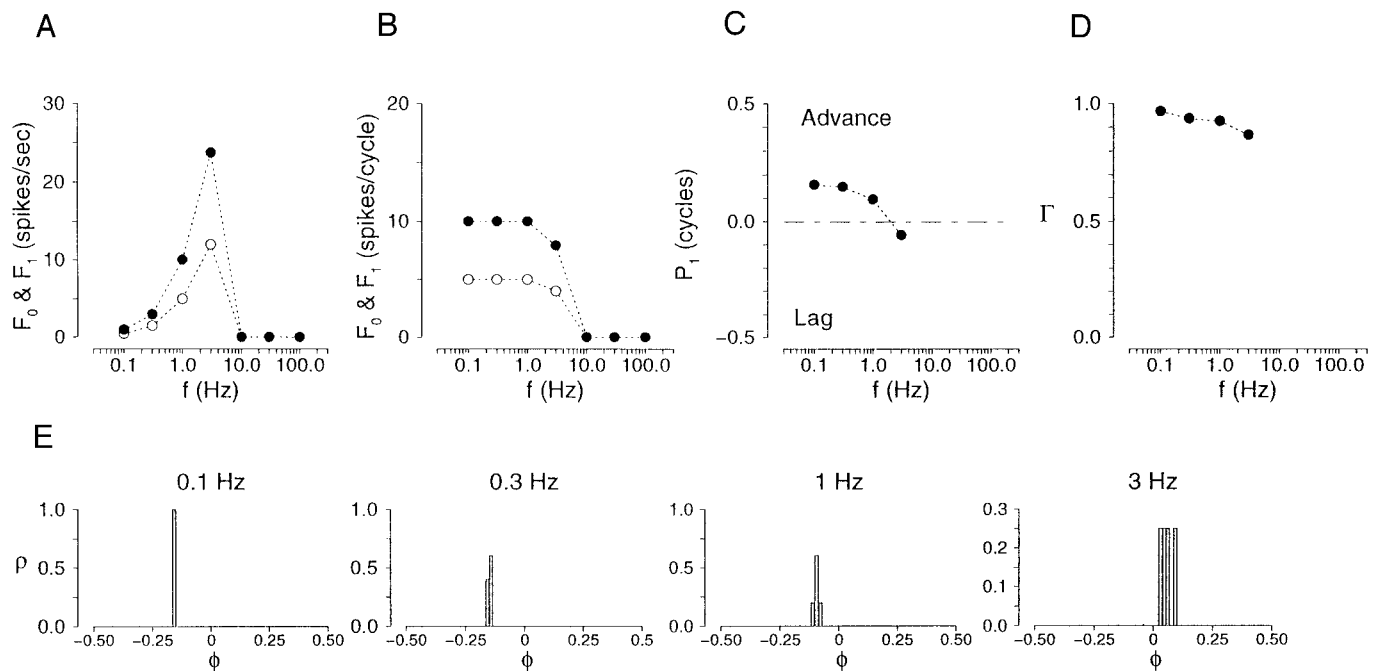 A
B
C
D
F₀ & F₁ (spikes/sec)
30
20
10
0
0.1 1.0 10.0 100.0
f (Hz)
F₀ & F₁ (spikes/cycle)
20
10
0
0.1 1.0 10.0 100.0
f (Hz)
P₁ (cycles)
0.5
0.0
−0.5
Advance
Lag
0.1 1.0 10.0 100.0
f (Hz)
Γ
1.0
0.5
0.0
0.1 1.0 10.0 100.0
f (Hz)
E
0.1 Hz
ρ
1.0
0.5
0.0
−0.50 −0.25 0 0.25 0.50
ϕ
0.3 Hz
1.0
0.5
0.0
−0.50 −0.25 0 0.25 0.50
ϕ
1 Hz
1.0
0.5
0.0
−0.50 −0.25 0 0.25 0.50
ϕ
3 Hz
0.3
0.2
0.1
0.0
−0.50 −0.25 0 0.25 0.50
ϕ